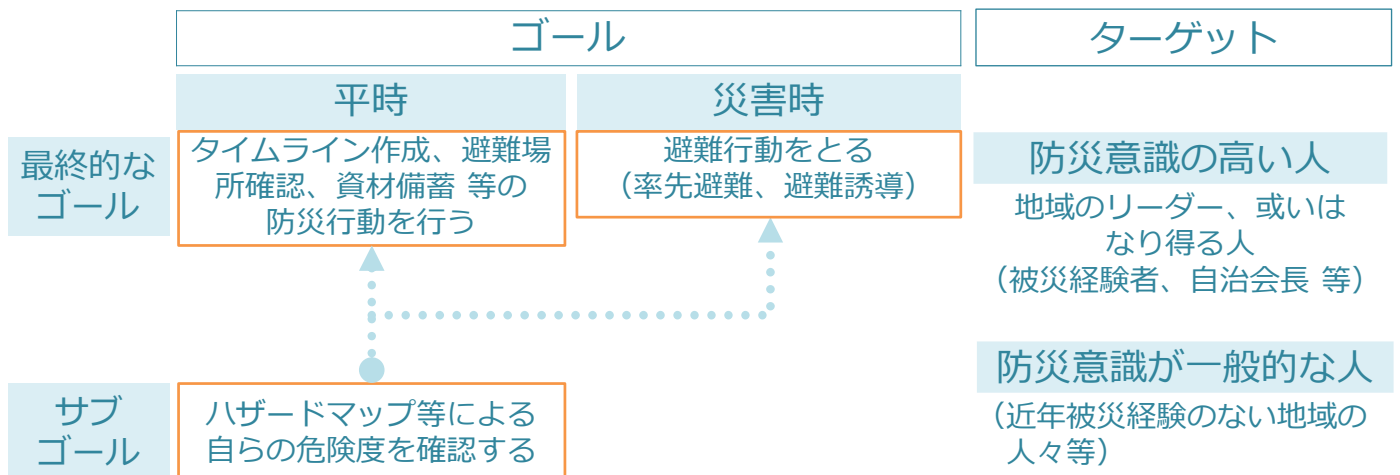 ゴール
ターゲット
平時
災害時
最終的な
ゴール
タイムライン作成、避難場
所確認、資材備蓄 等の
防災行動を行う
避難行動をとる
（率先避難、避難誘導）
防災意識の高い人
地域のリーダー、或いは
なり得る人
（被災経験者、自治会長 等）
サブ
ゴール
ハザードマップ等による
自らの危険度を確認する
防災意識が一般的な人
（近年被災経験のない地域の
人々等）